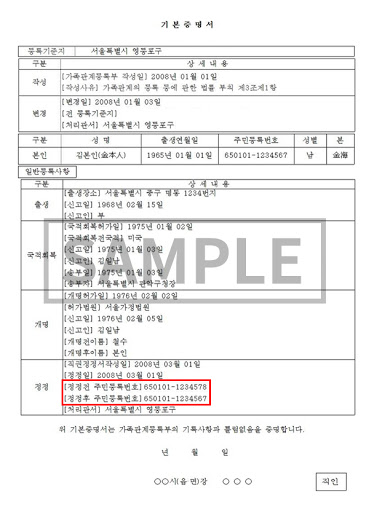 기 본 증 명 서
등록기준지 서울특별시 영등포구
구분 상 세 내 용
작성 [가족관계등록부 작성일] 2008년 01월 01일
[작성사유] 가족관계의 등록 등에 관한 법률 부칙 제3조제1항
변경 [변경일] 2008년 01월 03일
[전 등록기준지]
[처리관서] 서울특별시 영등포구
구분 성 명 출생연월일 주민등록번호 성별 본
본인 김본인(金本人) 1965년 01월 01일 650101-1234567 남 金海
일반등록사항
구분 상 세 내 용
출생 [출생장소] 서울특별시 중구 명동 1234번지
[신고일] 1968년 02월 15일
[신고인] 부
국적회복 [국적회복허가일] 1975년 01월 02일
[국적회복전국적] 미국
[신고일] 1975년 01월 03일
[신고인] 김일남
[송부일] 1975년 01월 03일
[송부자] 서울특별시 관악구청장
개명 [개명허가일] 1976년 02월 02일
[허가법원] 서울가정법원
[신고일] 1976년 02월 05일
[신고인] 김일남
[개명전이름] 철수
[개명후이름] 본인
정정 [직권정정서작성일] 2008년 03월 01일
[정정일] 2008년 03월 01일
[정정전 주민등록번호] 650101-1234578
[정정후 주민등록번호] 650101-1234567
[처리관서] 서울특별시 영등포구
SAMPLE
위 기본증명서는 가족관계등록부의 기록사항과 틀림없음을 증명합니다.
년 월 일
○○시(읍·면)장 ○ ○ ○ 직인